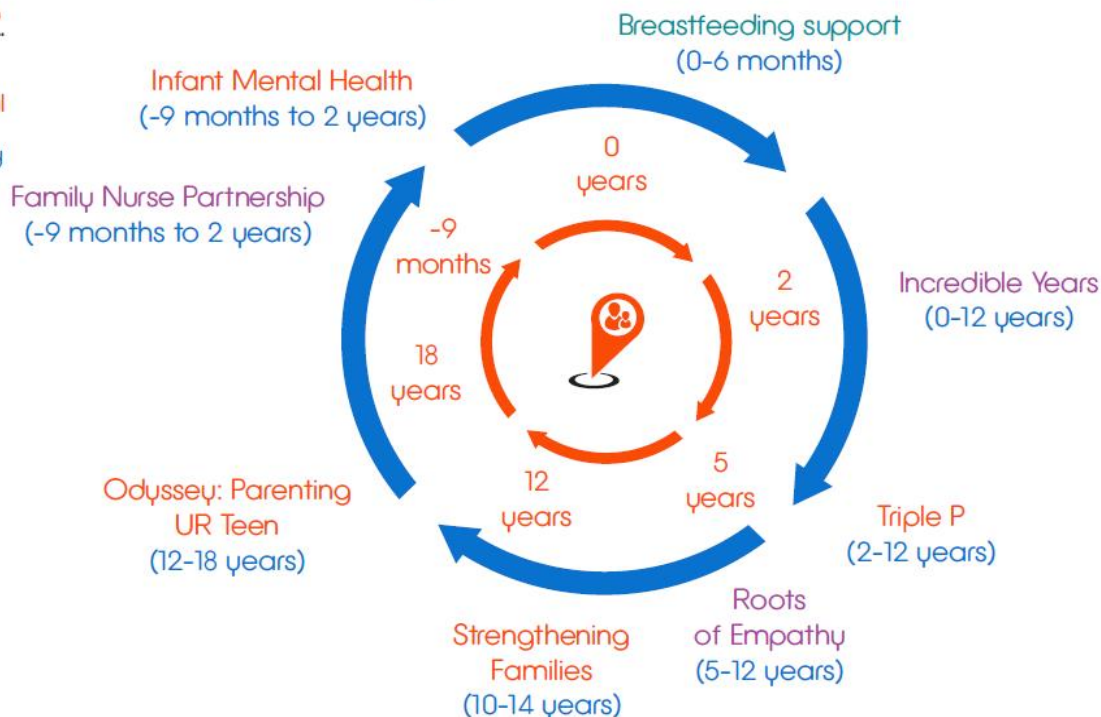 Breastfeeding support
(0-6 months)
Infant Mental Health
(-9 months to 2 years)
Family Nurse Partnership
(-9 months to 2 years)
0
years
-9
months
2
years
Incredible Years
(0-12 years)
18
years
5
years
12
years
Triple P
(2-12 years)
Odyssey: Parenting
UR Teen
(12-18 years)
Roots
of Empathy
(5-12 years)
Strengthening
Families
(10-14 years)